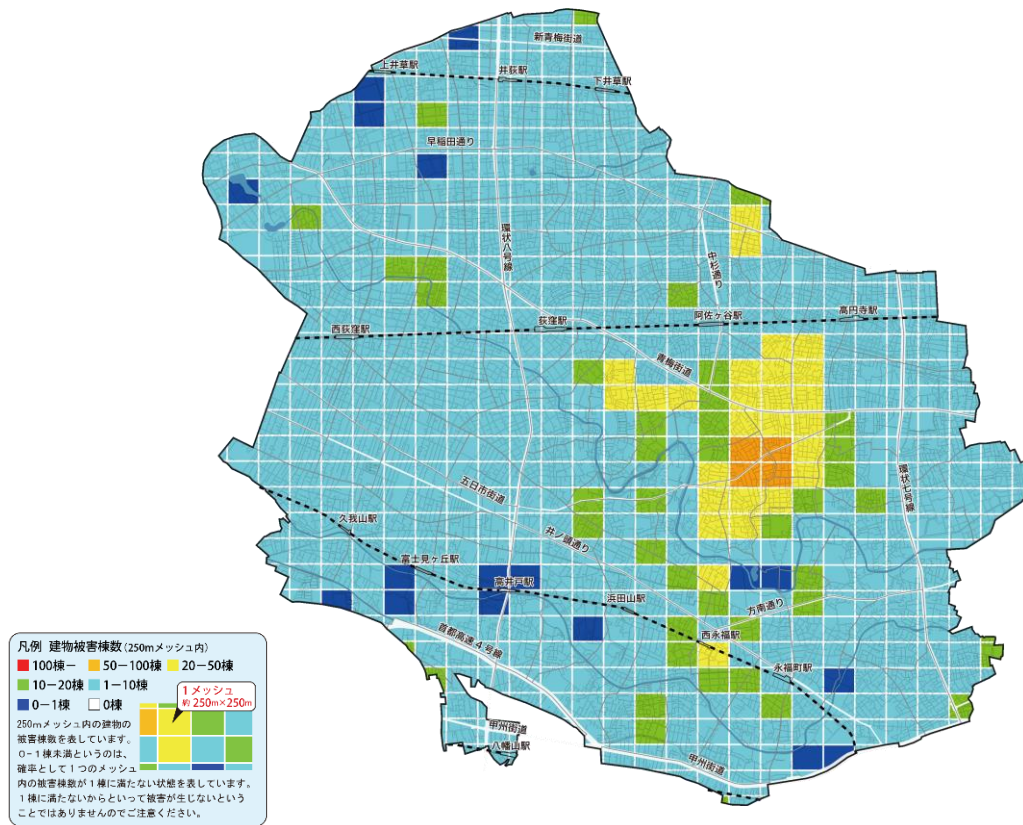 新青梅街道
上井草駅
井荻駅
下井草駅
早稲田通り
環状八号線
中杉通り
西荻窪駅
荻窪駅
阿佐ヶ谷駅
高円寺駅
青梅街道
環状七号線
五日市街道
久我山駅
井ノ頭通り
富士見ヶ丘駅
高井戸駅
浜田山駅
方南通り
首都高速4号線
西永福駅
永福町駅
甲州街道
八幡山駅
甲州街道
凡例 建物被害棟数(250mメッシュ内)
100棟− 50−100棟 20−50棟
10−20棟 1−10棟
0−1棟 0棟
1メッシュ
約250m×250m
250mメッシュ内の建物の
被害棟数を表しています。
0-1棟未満というのは、
確率として1つのメッシュ
内の被害棟数が1棟に満たない状態を表しています。
1棟に満たないからといって被害が生じないという
ことではありませんのでご注意ください。